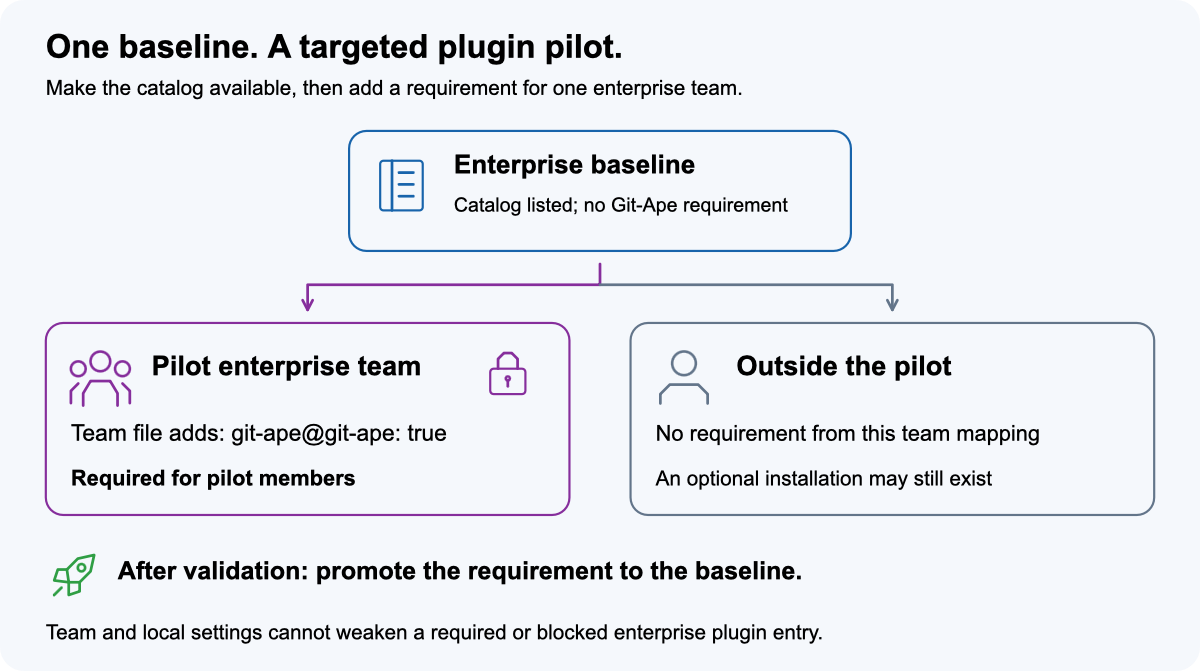 One baseline. A targeted plugin pilot.
Make the catalog available, then add a requirement for one enterprise team.
Enterprise baseline
Catalog listed; no Git-Ape requirement
Pilot enterprise team
Team file adds: git-ape@git-ape: true
Required for pilot members
Outside the pilot
No requirement from this team mapping
An optional installation may still exist
After validation: promote the requirement to the baseline.
Team and local settings cannot weaken a required or blocked enterprise plugin entry.